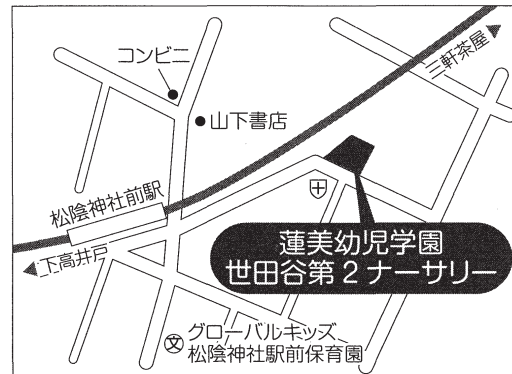 コンビニ
三軒茶屋
山下書店
松陰神社前駅
下高井戸
蓮美幼児学園
世田谷第2ナーサリー
文
グローバルキッズ
松陰神社駅前保育園